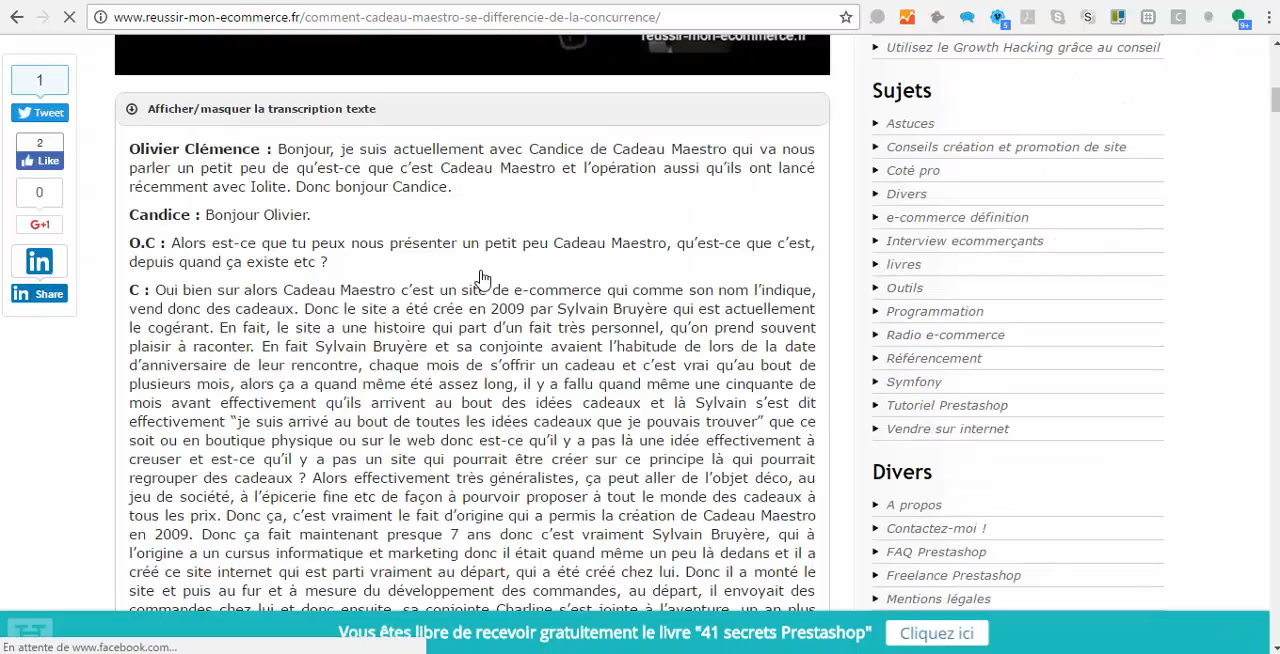 www.reussir-mon-ecommerce.fr/comment-cadeau-maestro-se-differencie-de-la-concurrence/
5
9+
1
Tweet
2
Like
0
G+1
in
in Share
reussir-mon-ecommerce.fr
Afficher/masquer la transcription texte
Olivier Clémence : Bonjour, je suis actuellement avec Candice de Cadeau Maestro qui va nous
parler un petit peu de qu’est-ce que c’est Cadeau Maestro et l’opération aussi qu’ils ont lancé
récemment avec Iolite. Donc bonjour Candice.
Candice : Bonjour Olivier.
O.C : Alors est-ce que tu peux nous présenter un petit peu Cadeau Maestro, qu’est-ce que c’est,
depuis quand ça existe etc ?
C : Oui bien sur alors Cadeau Maestro c’est un site de e-commerce qui comme son nom l’indique,
vend donc des cadeaux. Donc le site a été crée en 2009 par Sylvain Bruyère qui est actuellement
le cogérant. En fait, le site a une histoire qui part d’un fait très personnel, qu’on prend souvent
plaisir à raconter. En fait Sylvain Bruyère et sa conjointe avaient l’habitude de lors de la date
d’anniversaire de leur rencontre, chaque mois de s’offrir un cadeau et c’est vrai qu’au bout de
plusieurs mois, alors ça a quand même été assez long, il y a fallu quand même une cinquante de
mois avant effectivement qu’ils arrivent au bout des idées cadeaux et là Sylvain s’est dit
effectivement “je suis arrivé au bout de toutes les idées cadeaux que je pouvais trouver” que ce
soit ou en boutique physique ou sur le web donc est-ce qu’il y a pas là une idée effectivement à
creuser et est-ce qu’il y a pas un site qui pourrait être créer sur ce principe là qui pourrait
regrouper des cadeaux ? Alors effectivement très généralistes, ça peut aller de l’objet déco, au
jeu de société, à l’épicerie fine etc de façon à pourvoir proposer à tout le monde des cadeaux à
tous les prix. Donc ça, c’est vraiment le fait d’origine qui a permis la création de Cadeau Maestro
en 2009. Donc ça fait maintenant presque 7 ans donc c’est vraiment Sylvain Bruyère, qui à
l’origine a un cursus informatique et marketing donc il était quand même un peu là dedans et il a
créé ce site internet qui est parti vraiment au départ, qui a été créé chez lui. Donc il a monté le
site et puis au fur et à mesure du développement des commandes, au départ, il envoyait des
commandes chez lui et donc ensuite, sa conjointe Charline s’est jointe à l’aventure, un an plus
Utilisez le Growth Hacking grâce au conseil
Sujets
Astuces
Conseils création et promotion de site
Coté pro
Divers
e-commerce définition
Interview ecommerçants
livres
Outils
Programmation
Radio e-commerce
Référencement
Symfony
Tutoriel Prestashop
Vendre sur internet
Divers
A propos
Contactez-moi !
FAQ Prestashop
Freelance Prestashop
Mentions légales
Vous êtes libre de recevoir gratuitement le livre "41 secrets Prestashop"
Cliquez ici
En attente de www.facebook.com...